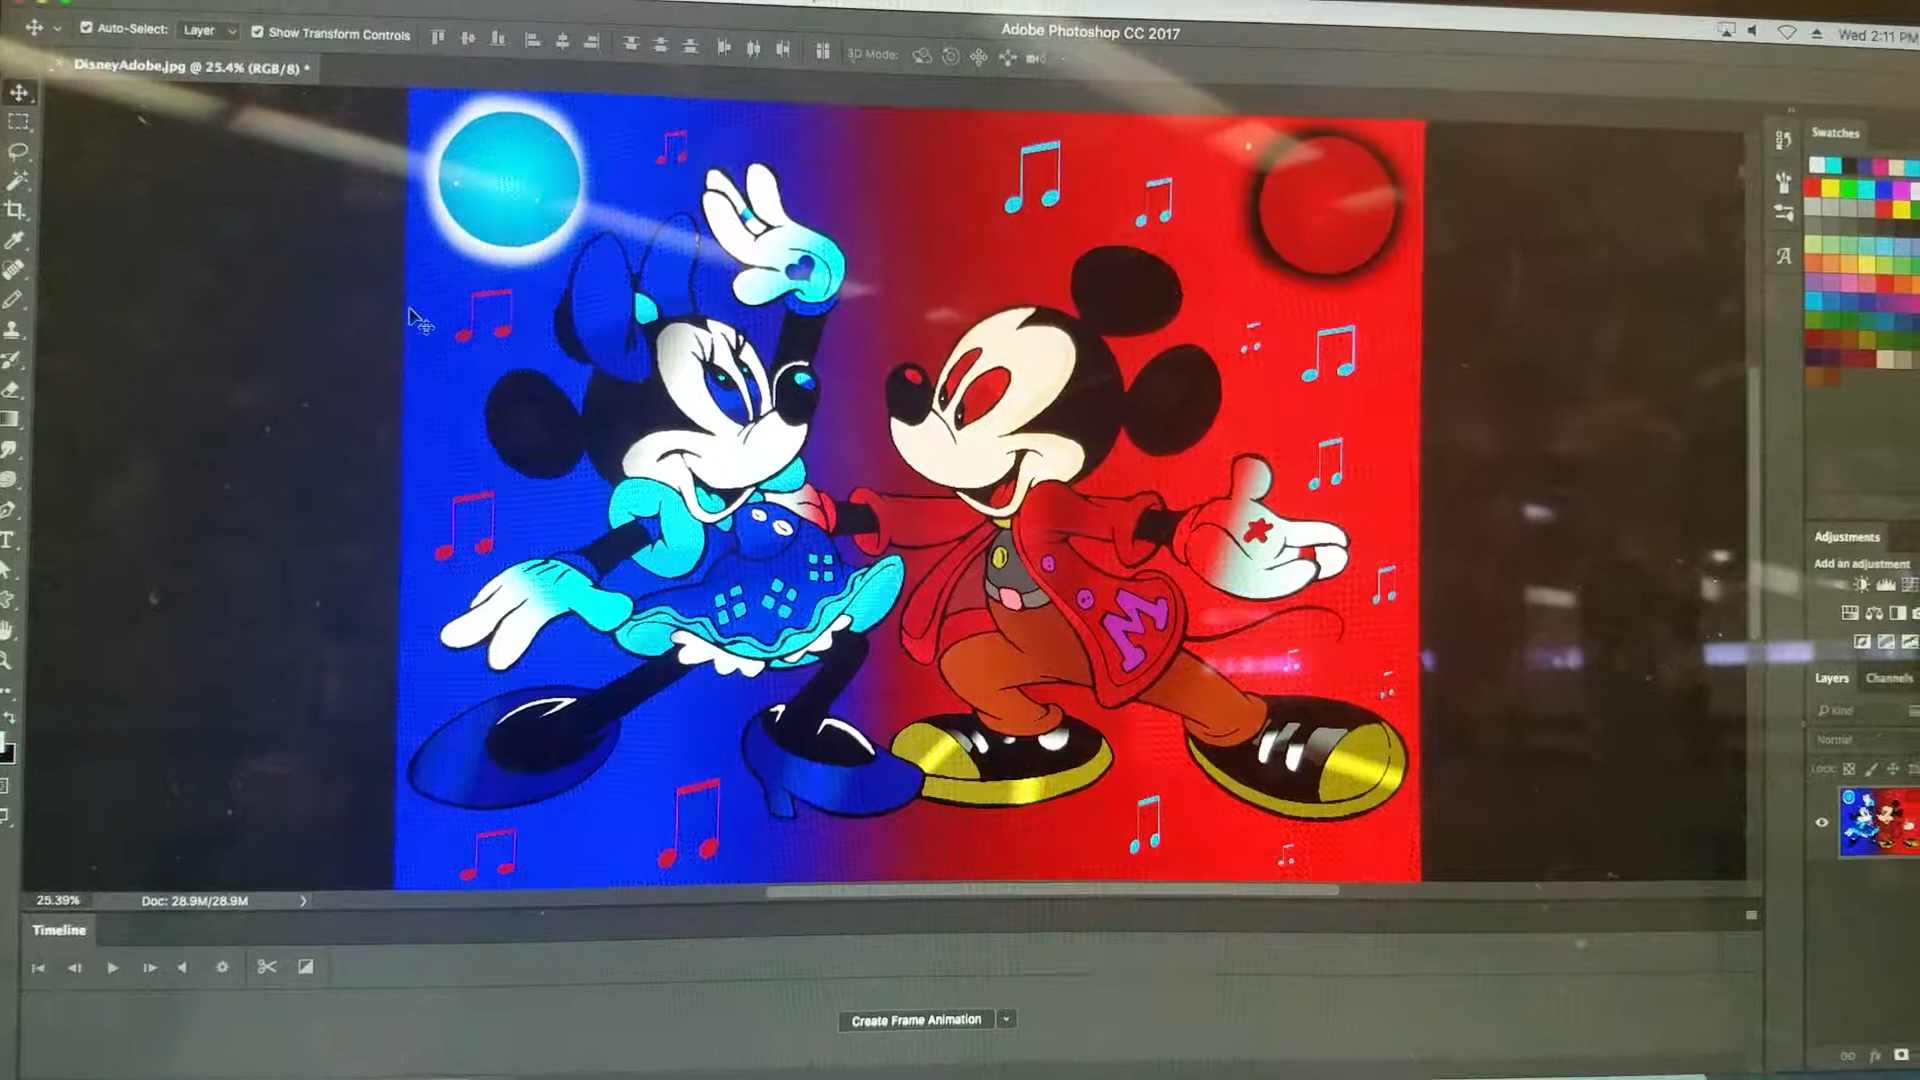 Adobe Photoshop CC 2017
Wed 2:11 PM
Auto-Select:
Layer
Show Transform Controls
3D Mode:
DisneyAdobe.jpg @ 25.4% (RGB/8) *
Swatches
A
M
T
Adjustments
Add an adjustment
Layers
Channels
Kind
Normal
Lock:
25.39%
Doc: 28.9M/28.9M
Timeline
Create Frame Animation
fx